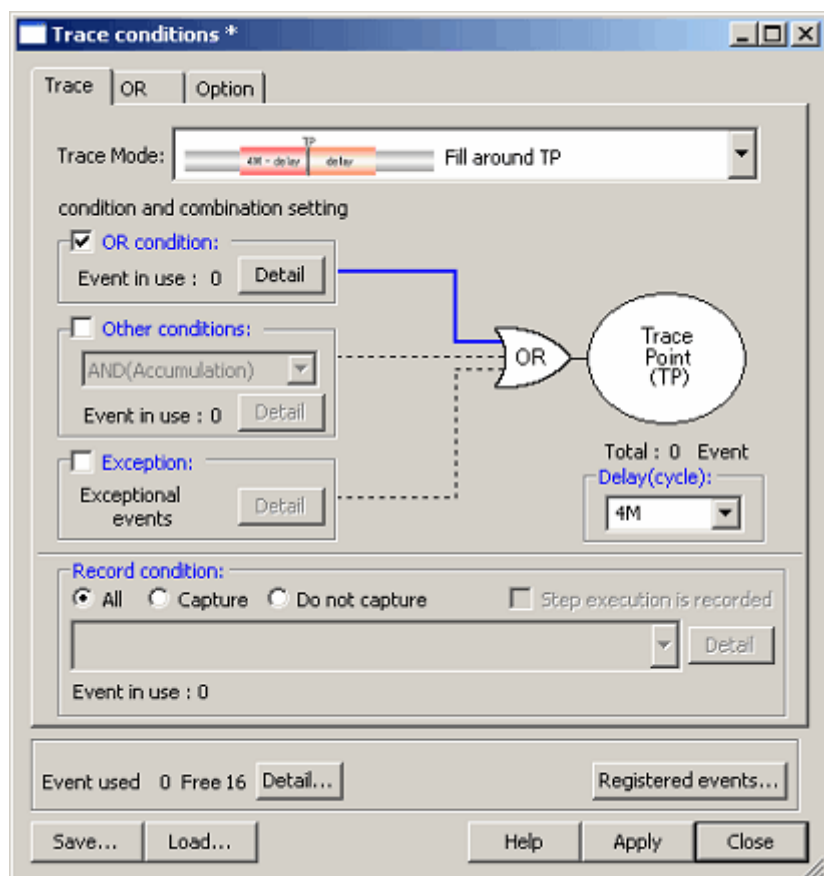 Trace conditions *
Trace OR Option
Trace Mode: 4M - delay TP delay Fill around TP
condition and combination setting
OR condition:
Event in use : 0 Detail
Other conditions:
AND(Accumulation)
Event in use : 0 Detail
Exception:
Exceptional
events Detail
OR
Trace
Point
(TP)
Total : 0 Event
Delay(cycle):
4M
Record condition:
All Capture Do not capture Step execution is recorded
Detail
Event in use : 0
Event used 0 Free 16 Detail... Registered events...
Save... Load... Help Apply Close